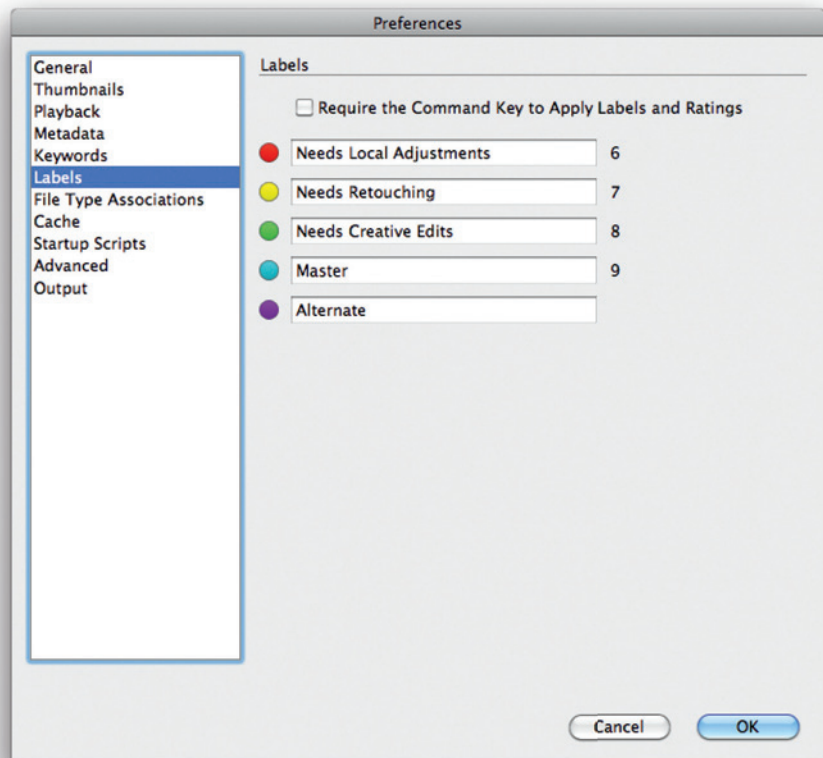 Preferences
General
Thumbnails
Playback
Metadata
Keywords
Labels
File Type Associations
Cache
Startup Scripts
Advanced
Output
Labels
Require the Command Key to Apply Labels and Ratings
Needs Local Adjustments 6
Needs Retouching 7
Needs Creative Edits 8
Master 9
Alternate
Cancel OK